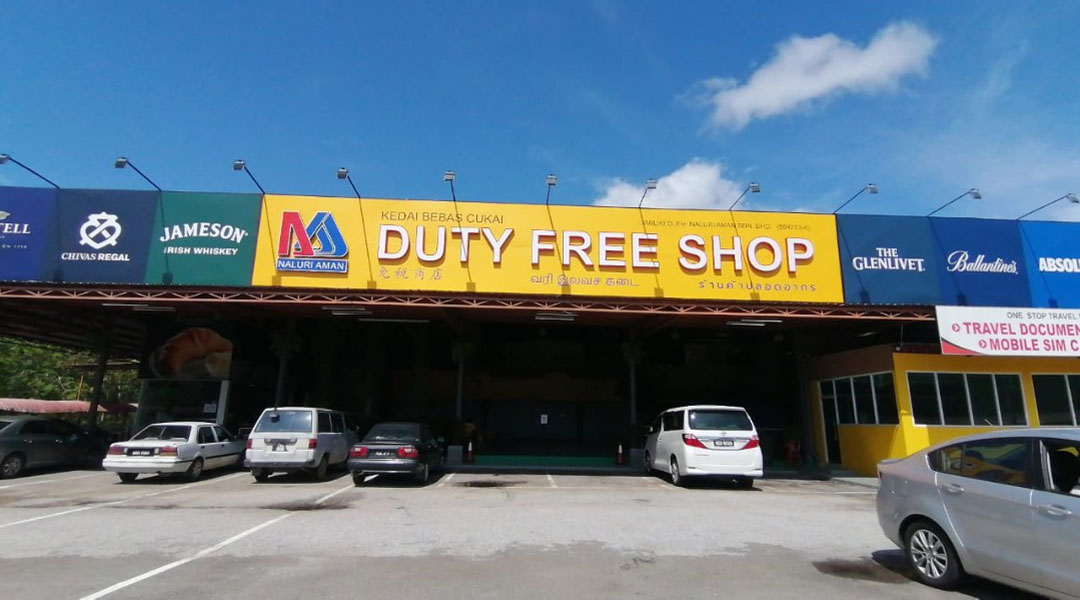 TELL
CHIVAS REGAL
JAMESON
IRISH WHISKEY
NALURI AMAN
KEDAI BEBAS CUKAI
DUTY FREE SHOP
免税商店
வரி இலவச கடை
ร้านค้าปลอดอากร
THE
GLENLIVET
Ballantine's
ABSOL
ONE STOP TRAVEL
TRAVEL DOCUMEN
MOBILE SIM C